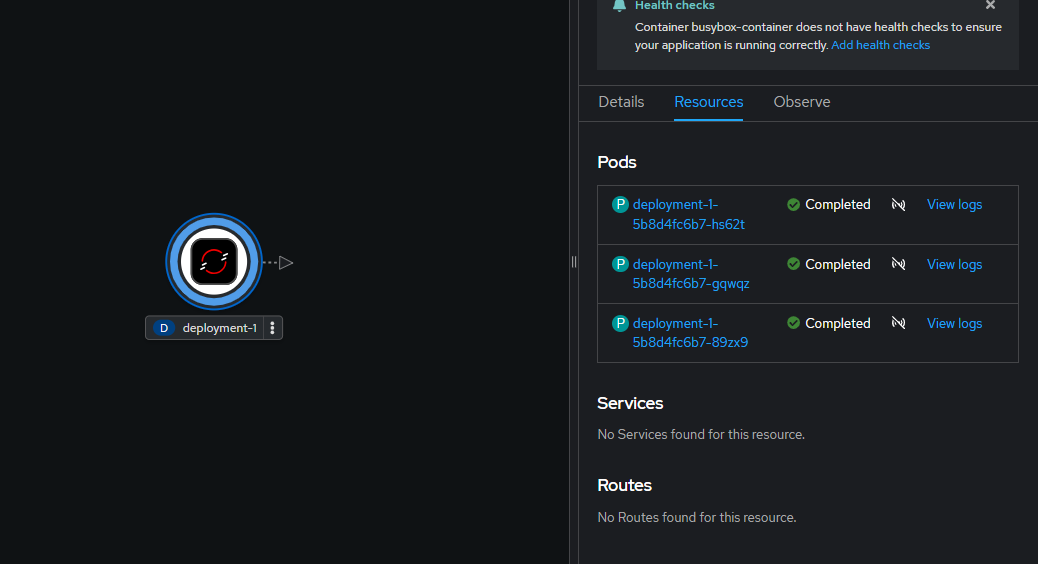 Health checks
Container busybox-container does not have health checks to ensure
your application is running correctly. Add health checks
Details Resources Observe
Pods
P deployment-1-
5b8d4fc6b7-hs62t
Completed
View logs
P deployment-1-
5b8d4fc6b7-gqwqz
Completed
View logs
P deployment-1-
5b8d4fc6b7-89zx9
Completed
View logs
Services
No Services found for this resource.
Routes
No Routes found for this resource.
D deployment-1